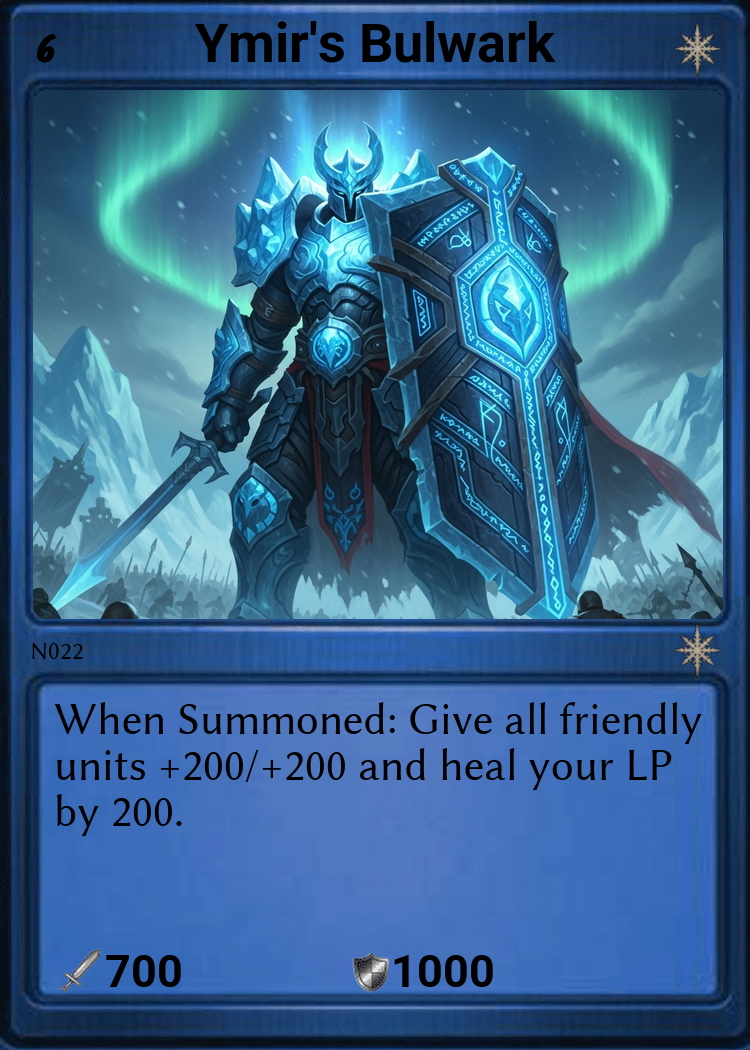 6 Ymir's Bulwark
N022
When Summoned: Give all friendly
units +200/+200 and heal your LP
by 200.
700 1000